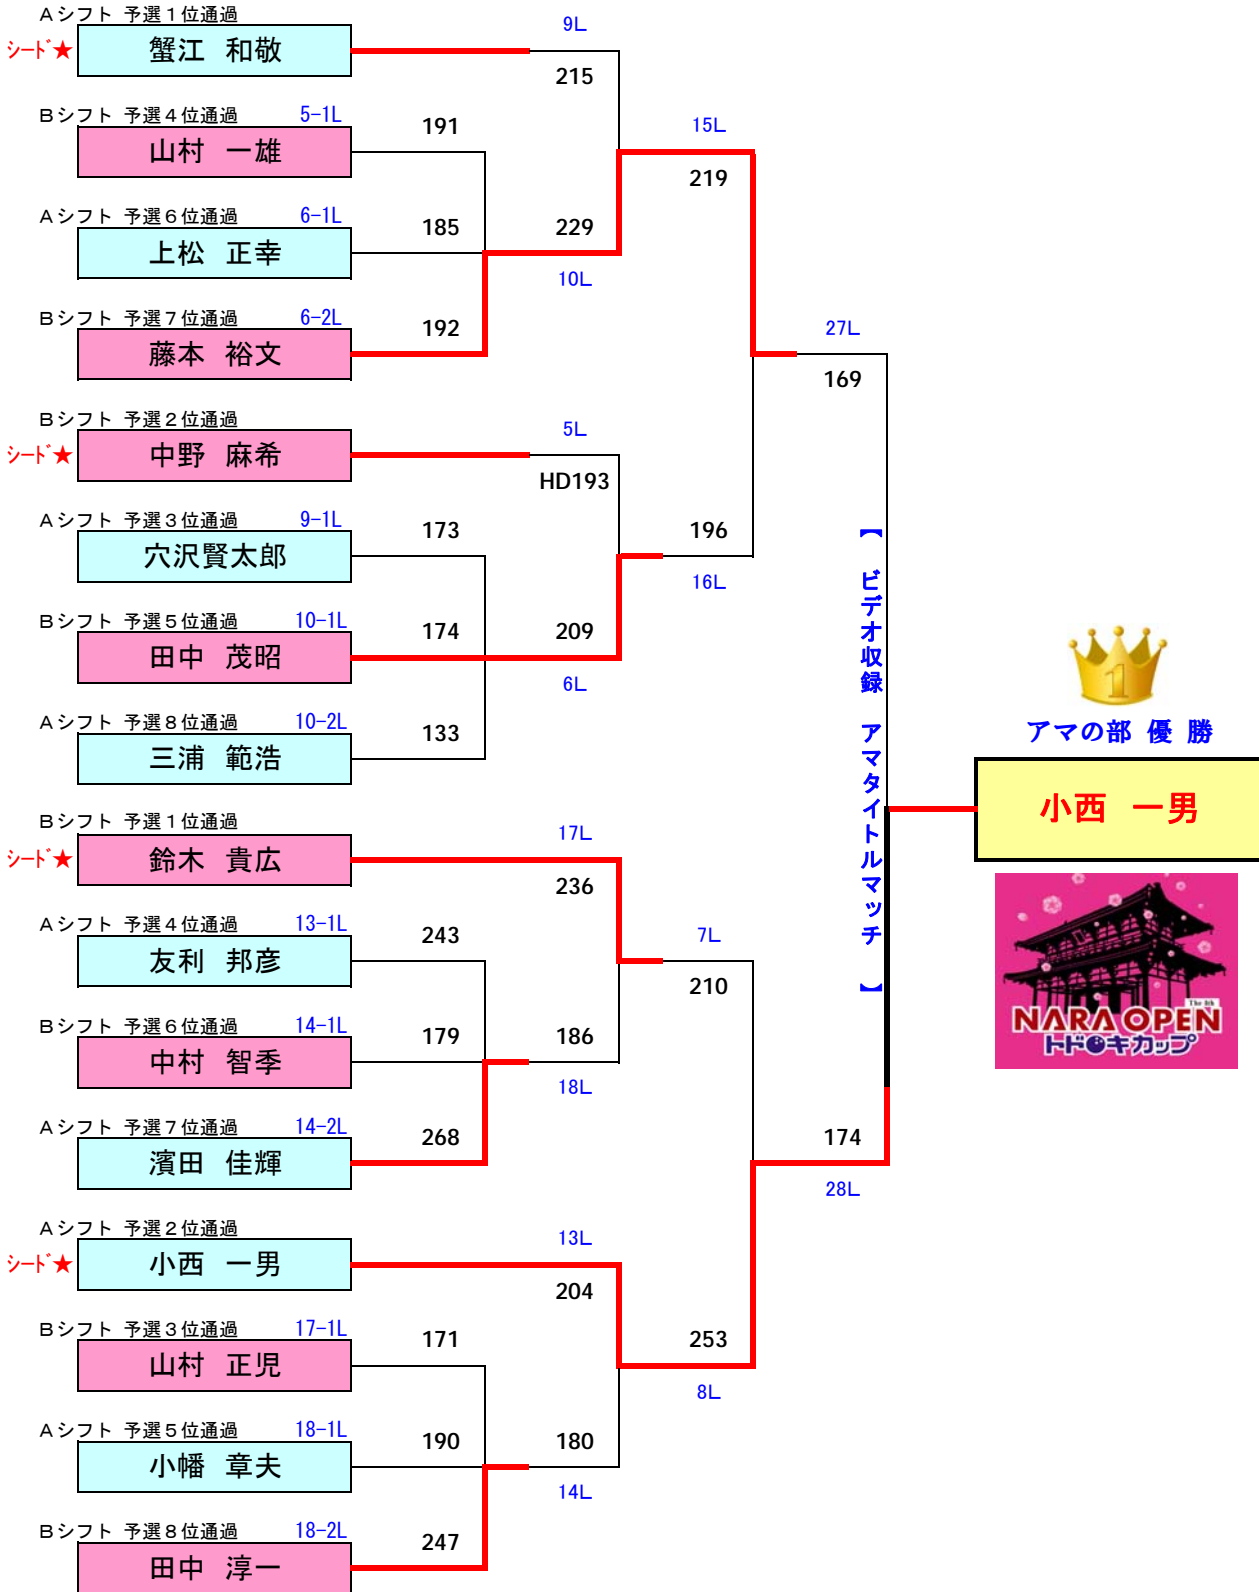 Aシフト 予選1位通過
シード★ 蟹江 和敬
9L
215
Bシフト 予選4位通過 5-1L
山村 一雄
191
15L
219
Aシフト 予選6位通過 6-1L
上松 正幸
185
229
10L
Bシフト 予選7位通過 6-2L
藤本 裕文
192
27L
169
Bシフト 予選2位通過
シード★ 中野 麻希
5L
HD193
Aシフト 予選3位通過 9-1L
穴沢賢太郎
173
196
16L
Bシフト 予選5位通過 10-1L
田中 茂昭
174
209
6L
Aシフト 予選8位通過 10-2L
三浦 範浩
133
【 ビデオ収録 アマタイトルマッチ 】
1
アマの部 優 勝
小西 一男
The 8th
NARA OPEN
トドロキカップ
Bシフト 予選1位通過
シード★ 鈴木 貴広
17L
236
Aシフト 予選4位通過 13-1L
友利 邦彦
243
7L
210
Bシフト 予選6位通過 14-1L
中村 智季
179
186
18L
Aシフト 予選7位通過 14-2L
濱田 佳輝
268
174
28L
Aシフト 予選2位通過
シード★ 小西 一男
13L
204
Bシフト 予選3位通過 17-1L
山村 正児
171
253
8L
Aシフト 予選5位通過 18-1L
小幡 章夫
190
180
14L
Bシフト 予選8位通過 18-2L
田中 淳一
247